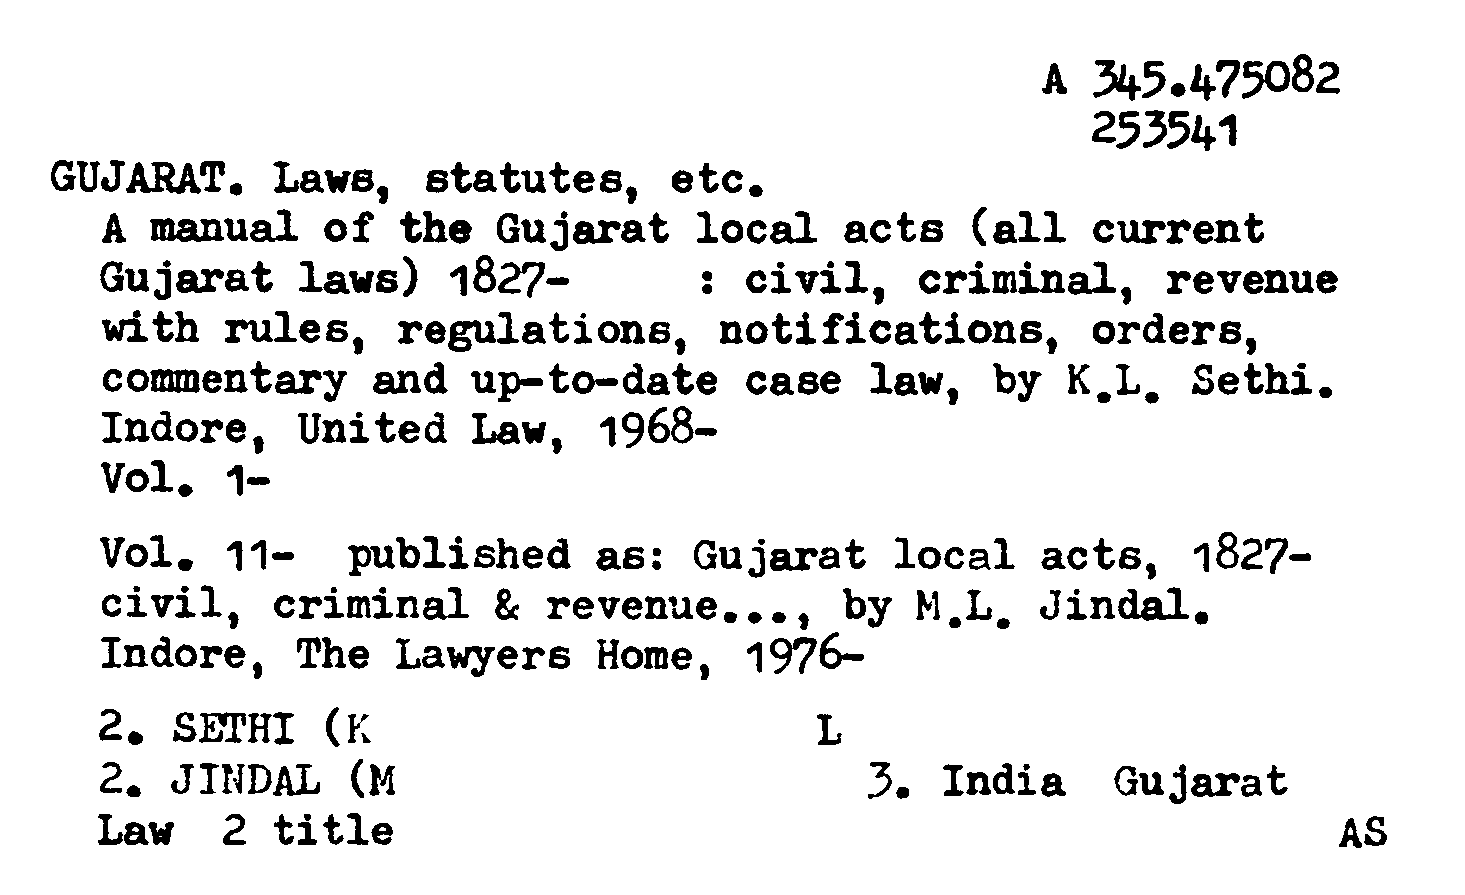 A 345.475082
253541
GUJARAT. Laws, statutes, etc.
A manual of the Gujarat local acts (all current
Gujarat laws) 1827-     : civil, criminal, revenue
with rules, regulations, notifications, orders,
commentary and up-to-date case law, by K.L. Sethi.
Indore, United Law, 1968-
Vol. 1-
Vol. 11-  published as: Gujarat local acts, 1827-
civil, criminal & revenue..., by M.L. Jindal.
Indore, The Lawyers Home, 1976-
2. SETHI (K                  L
2. JINDAL (M                   3. India  Gujarat
Law  2 title                                      AS